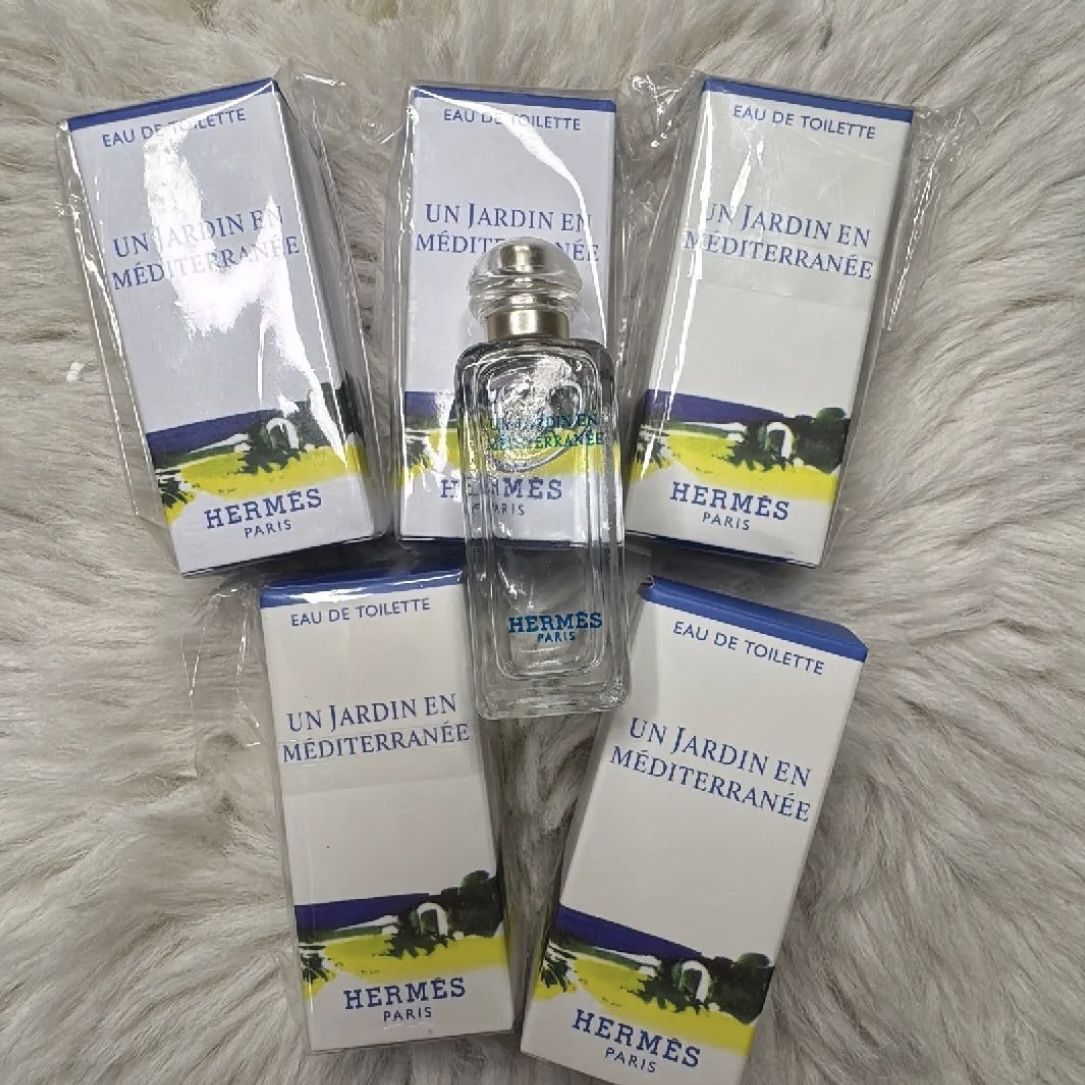 EAU DE TOILETTE
UN JARDIN EN
MÉDITERRANÉE
HERMÈS
PARIS
EAU DE TOILETTE
UN JARDIN EN
MÉDITERRANÉE
HERMÈS
PARIS
EAU DE TOILETTE
UN JARDIN EN
MÉDITERRANÉE
HERMÈS
PARIS
UN JARDIN EN
MÉDITERRANÉE
HERMÈS
PARIS
EAU DE TOILETTE
UN JARDIN EN
MÉDITERRANÉE
HERMÈS
PARIS
EAU DE TOILETTE
UN JARDIN EN
MÉDITERRANÉE
HERMÈS
PARIS